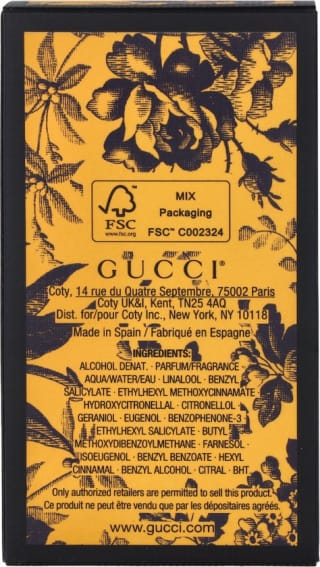 FSC
www.fsc.org
MIX
Packaging
FSC™ C002324
GUCCI®
Coty, 14 rue du Quatre Septembre, 75002 Paris
Coty UK&I, Kent, TN25 4AQ
Dist. for/pour Coty Inc., New York, NY 10118
Made in Spain / Fabriqué en Espagne
INGREDIENTS:
ALCOHOL DENAT. · PARFUM/FRAGRANCE ·
AQUA/WATER/EAU · LINALOOL · BENZYL
SALICYLATE · ETHYLHEXYL METHOXYCINNAMATE ·
HYDROXYCITRONELLAL · CITRONELLOL ·
GERANIOL · EUGENOL · BENZOPHENONE-3 ·
ETHYLHEXYL SALICYLATE · BUTYL
METHOXYDIBENZOYLMETHANE · FARNESOL ·
ISOEUGENOL · BENZYL BENZOATE · HEXYL
CINNAMAL · BENZYL ALCOHOL · CITRAL · BHT
Only authorized retailers are permitted to sell this product.
Ce produit ne peut être vendu que par les dépositaires agréés.
www.gucci.com